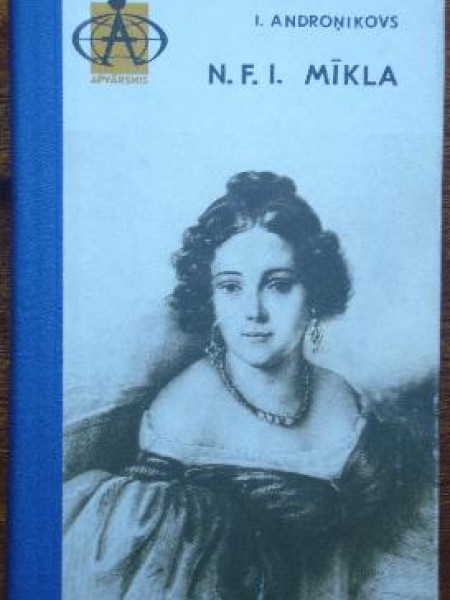 APVĀRSNIS
I. ANDROŅIKOVS
N. F. I. MĪKLA